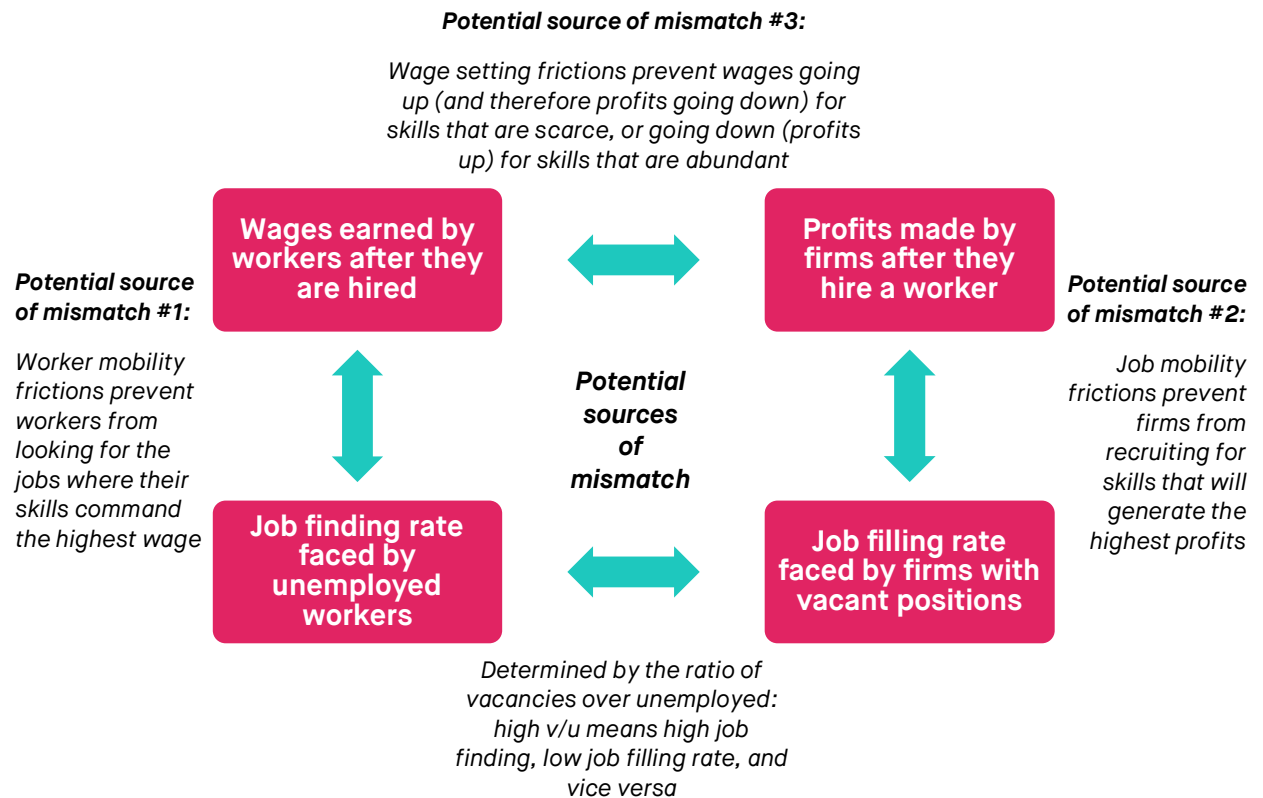 Potential source of mismatch #3:
Wage setting frictions prevent wages going
up (and therefore profits going down) for
skills that are scarce, or going down (profits
up) for skills that are abundant
Wages earned by
workers after they
are hired
Profits made by
firms after they
hire a worker
Potential source
of mismatch #1:
Worker mobility
frictions prevent
workers from
looking for the
jobs where their
skills command
the highest wage
Potential
sources
of
mismatch
Potential source
of mismatch #2:
Job mobility
frictions prevent
firms from
recruiting for
skills that will
generate the
highest profits
Job finding rate
faced by
unemployed
workers
Job filling rate
faced by firms with
vacant positions
Determined by the ratio of
vacancies over unemployed:
high v/u means high job
finding, low job filling rate, and
vice versa